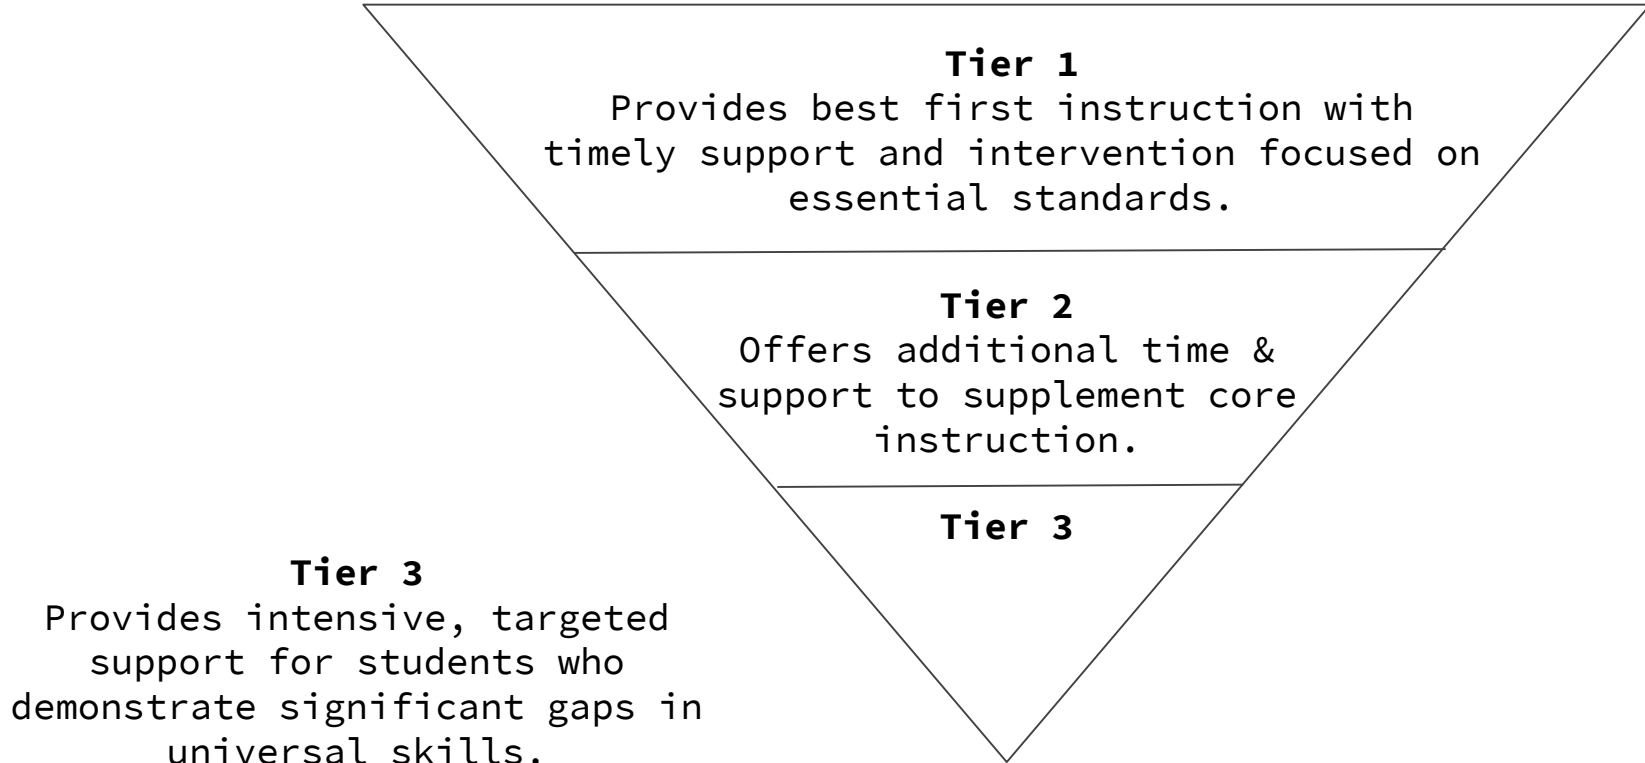 Tier 1
Provides best first instruction with
timely support and intervention focused on
essential standards.
Tier 2
Offers additional time &
support to supplement core
instruction.
Tier 3
Tier 3
Provides intensive, targeted
support for students who
demonstrate significant gaps in
universal skills.